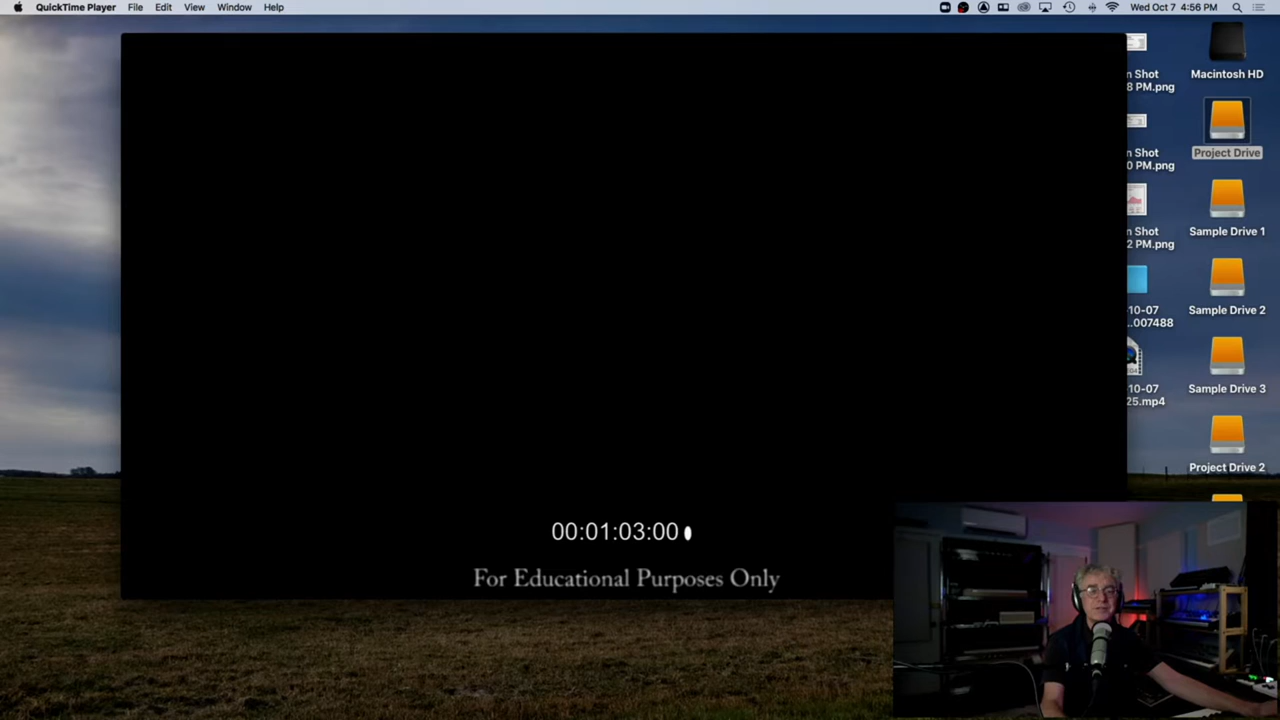 QuickTime Player File Edit View Window Help
Wed Oct 7 4:56 PM
n Shot
8 PM.png
Macintosh HD
n Shot
0 PM.png
Project Drive
n Shot
2 PM.png
Sample Drive 1
-10-07
...007488
Sample Drive 2
-10-07
25.mp4
Sample Drive 3
Project Drive 2
00:01:03:00
For Educational Purposes Only